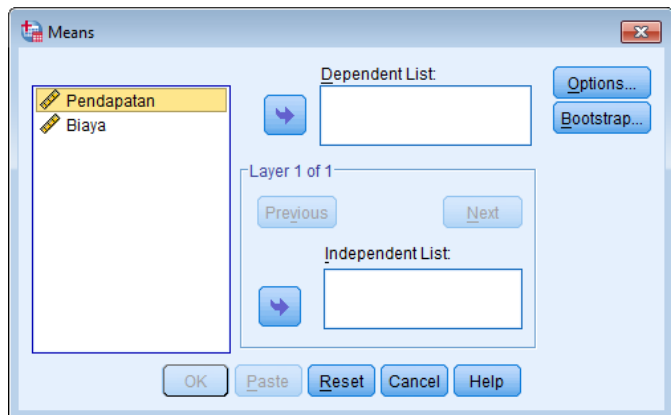 Means
Pendapatan
Biaya
Dependent List:
Options...
Bootstrap...
Layer 1 of 1
Previous
Next
Independent List:
OK
Paste
Reset
Cancel
Help